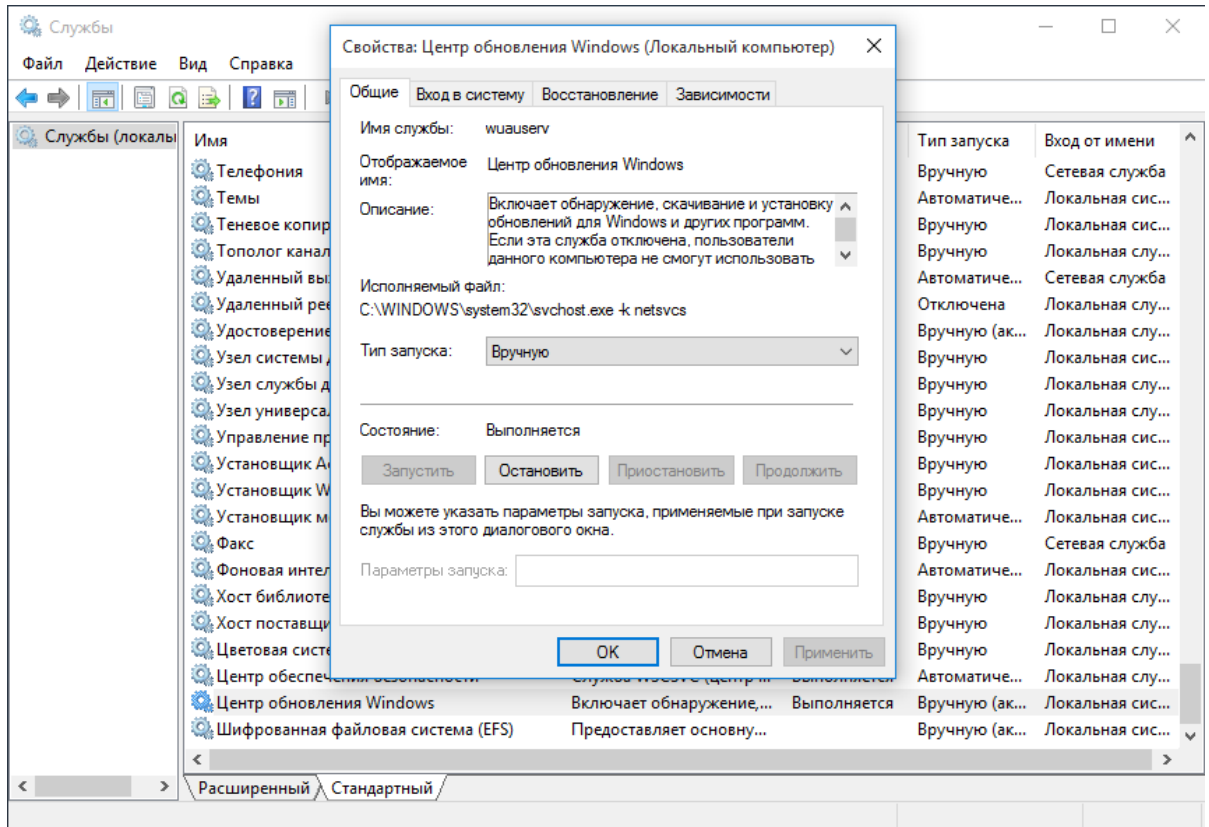 Службы
Файл Действие Вид Справка
Службы (локалы
Имя
Тип запуска Вход от имени
Телефония Вручную Сетевая служба
Темы Автоматиче... Локальная сис...
Теневое копир Вручную Локальная сис...
Тополог канал Вручную Локальная слу...
Удаленный вы Автоматиче... Сетевая служба
Удаленный рее Отключена Локальная слу...
Удостоверение Вручную (ак... Локальная сис...
Узел системы Вручную Локальная сис...
Узел службы д Вручную Локальная слу...
Узел универса Вручную Локальная слу...
Управление пр Вручную Локальная сис...
Установщик A Вручную Локальная сис...
Установщик W Вручную Локальная сис...
Установщик м Автоматиче... Локальная сис...
Факс Вручную Сетевая служба
Фоновая интел Автоматиче... Локальная сис...
Хост библиоте Вручную Локальная слу...
Хост поставщи Вручную Локальная слу...
Цветовая систе Вручную Локальная слу...
Центр обеспечения безопасности Служба WSCSVC (Центр ... Выполняется Автоматиче... Локальная слу...
Центр обновления Windows Включает обнаружение,... Выполняется Вручную (ак... Локальная сис...
Шифрованная файловая система (EFS) Предоставляет основну... Вручную (ак... Локальная сис...
Расширенный Стандартный
Свойства: Центр обновления Windows (Локальный компьютер)
Общие Вход в систему Восстановление Зависимости
Имя службы: wuauserv
Отображаемое
имя:
Центр обновления Windows
Описание:
Включает обнаружение, скачивание и установку
обновлений для Windows и других программ.
Если эта служба отключена, пользователи
данного компьютера не смогут использовать
Исполняемый файл:
C:\WINDOWS\system32\svchost.exe -k netsvcs
Тип запуска: Вручную
Состояние: Выполняется
Запустить Остановить Приостановить Продолжить
Вы можете указать параметры запуска, применяемые при запуске
службы из этого диалогового окна.
Параметры запуска:
OK Отмена Применить